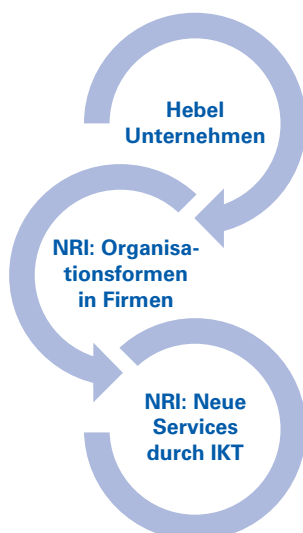 Hebel
Unternehmen
NRI: Organisa-
tionsformen
in Firmen
NRI: Neue
Services
durch IKT